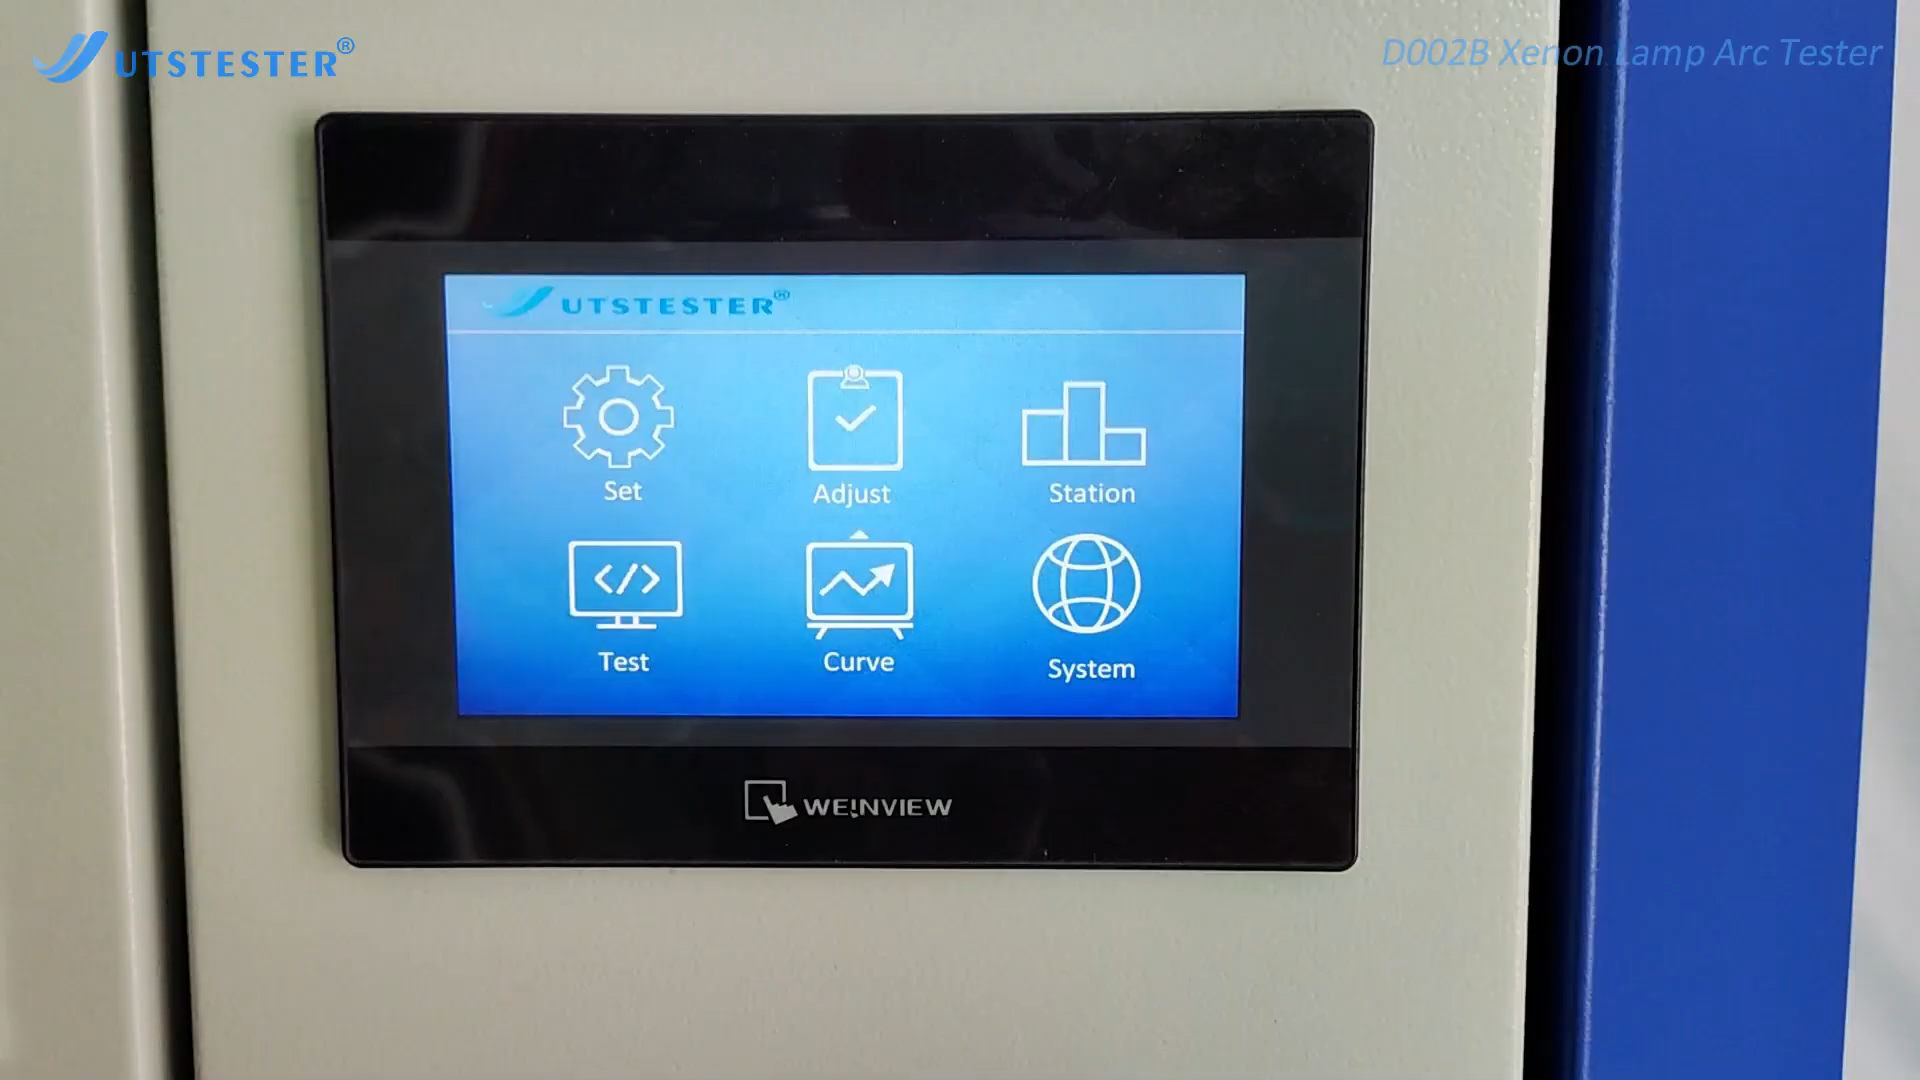 UTSTESTER®
D002B Xenon Lamp Arc Tester
UTSTESTER®
Set
Adjust
Station
Test
Curve
System
WEINVIEW